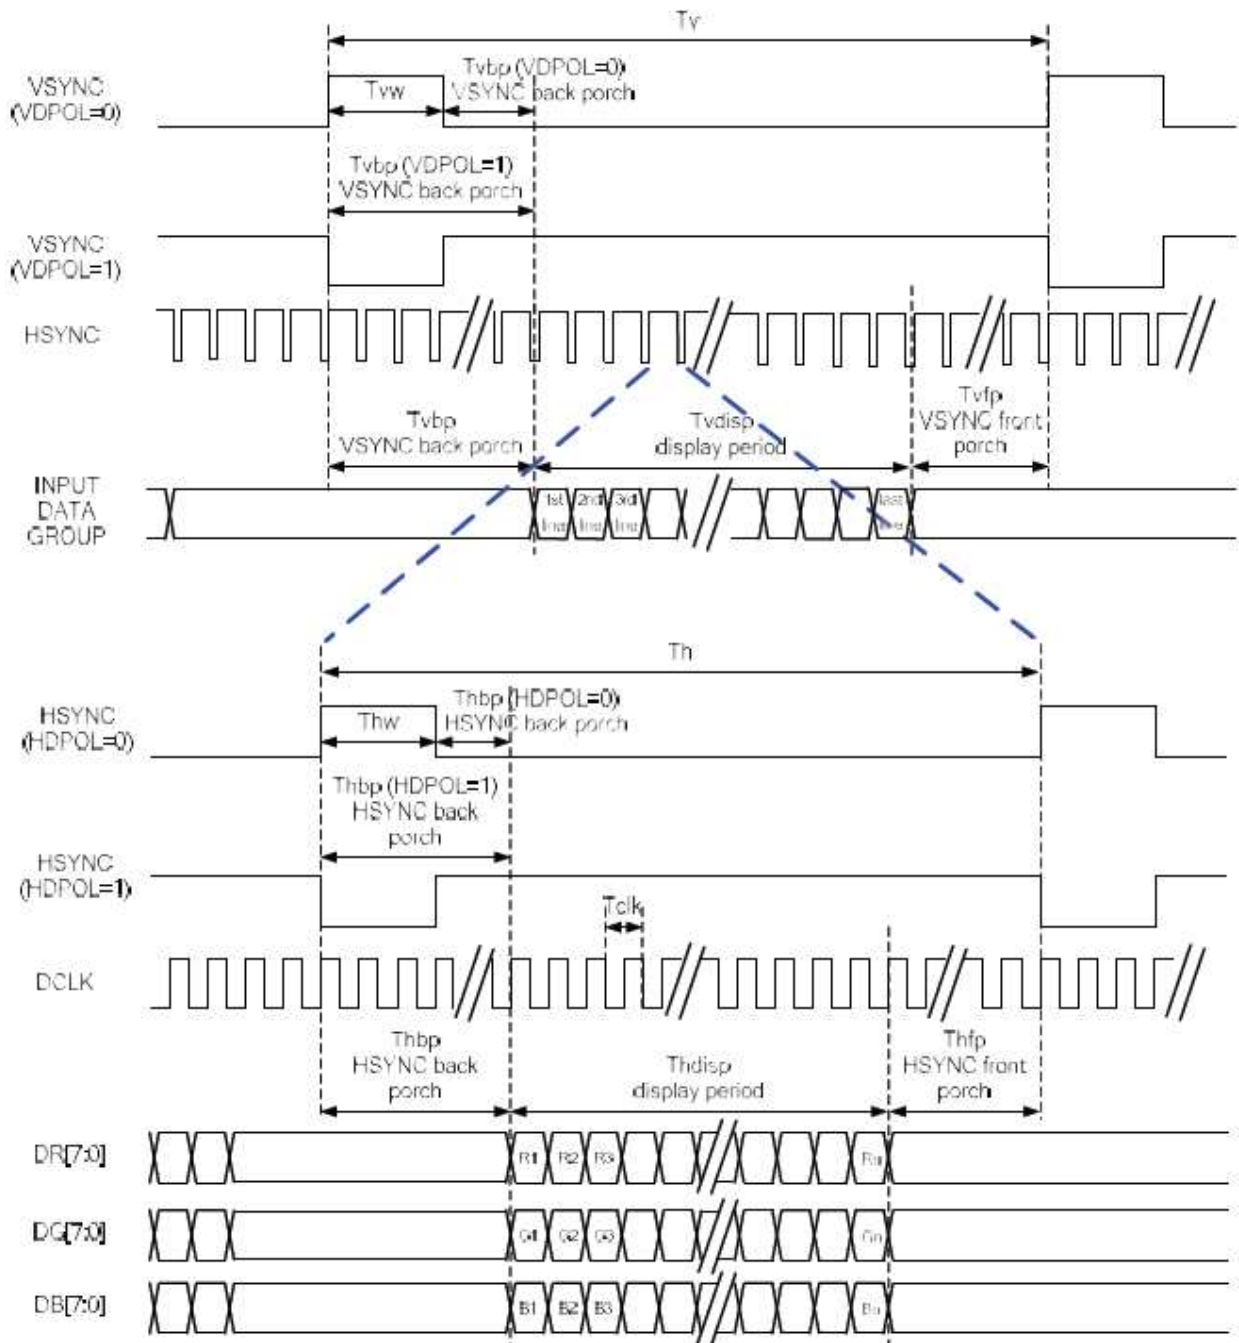 Tv
VSYNC
(VDPOL=0)
Tvw
Tvbp (VDPOL=0)
VSYNC back porch
Tvbp (VDPOL=1)
VSYNC back porch
VSYNC
(VDPOL=1)
HSYNC
Tvbp
VSYNC back porch
Tvdisp
display period
Tvfp
VSYNC front
porch
INPUT
DATA
GROUP
1st
line
2nd
line
3rd
line
last
line
Th
HSYNC
(HDPOL=0)
Thw
Thbp (HDPOL=0)
HSYNC back porch
Thbp (HDPOL=1)
HSYNC back
porch
HSYNC
(HDPOL=1)
Tclk
DCLK
Thbp
HSYNC back
porch
Thdisp
display period
Thfp
HSYNC front
porch
DR[7:0]
R1 R2 R3 Rn
DG[7:0]
G1 G2 G3 Gn
DB[7:0]
B1 B2 B3 Bn